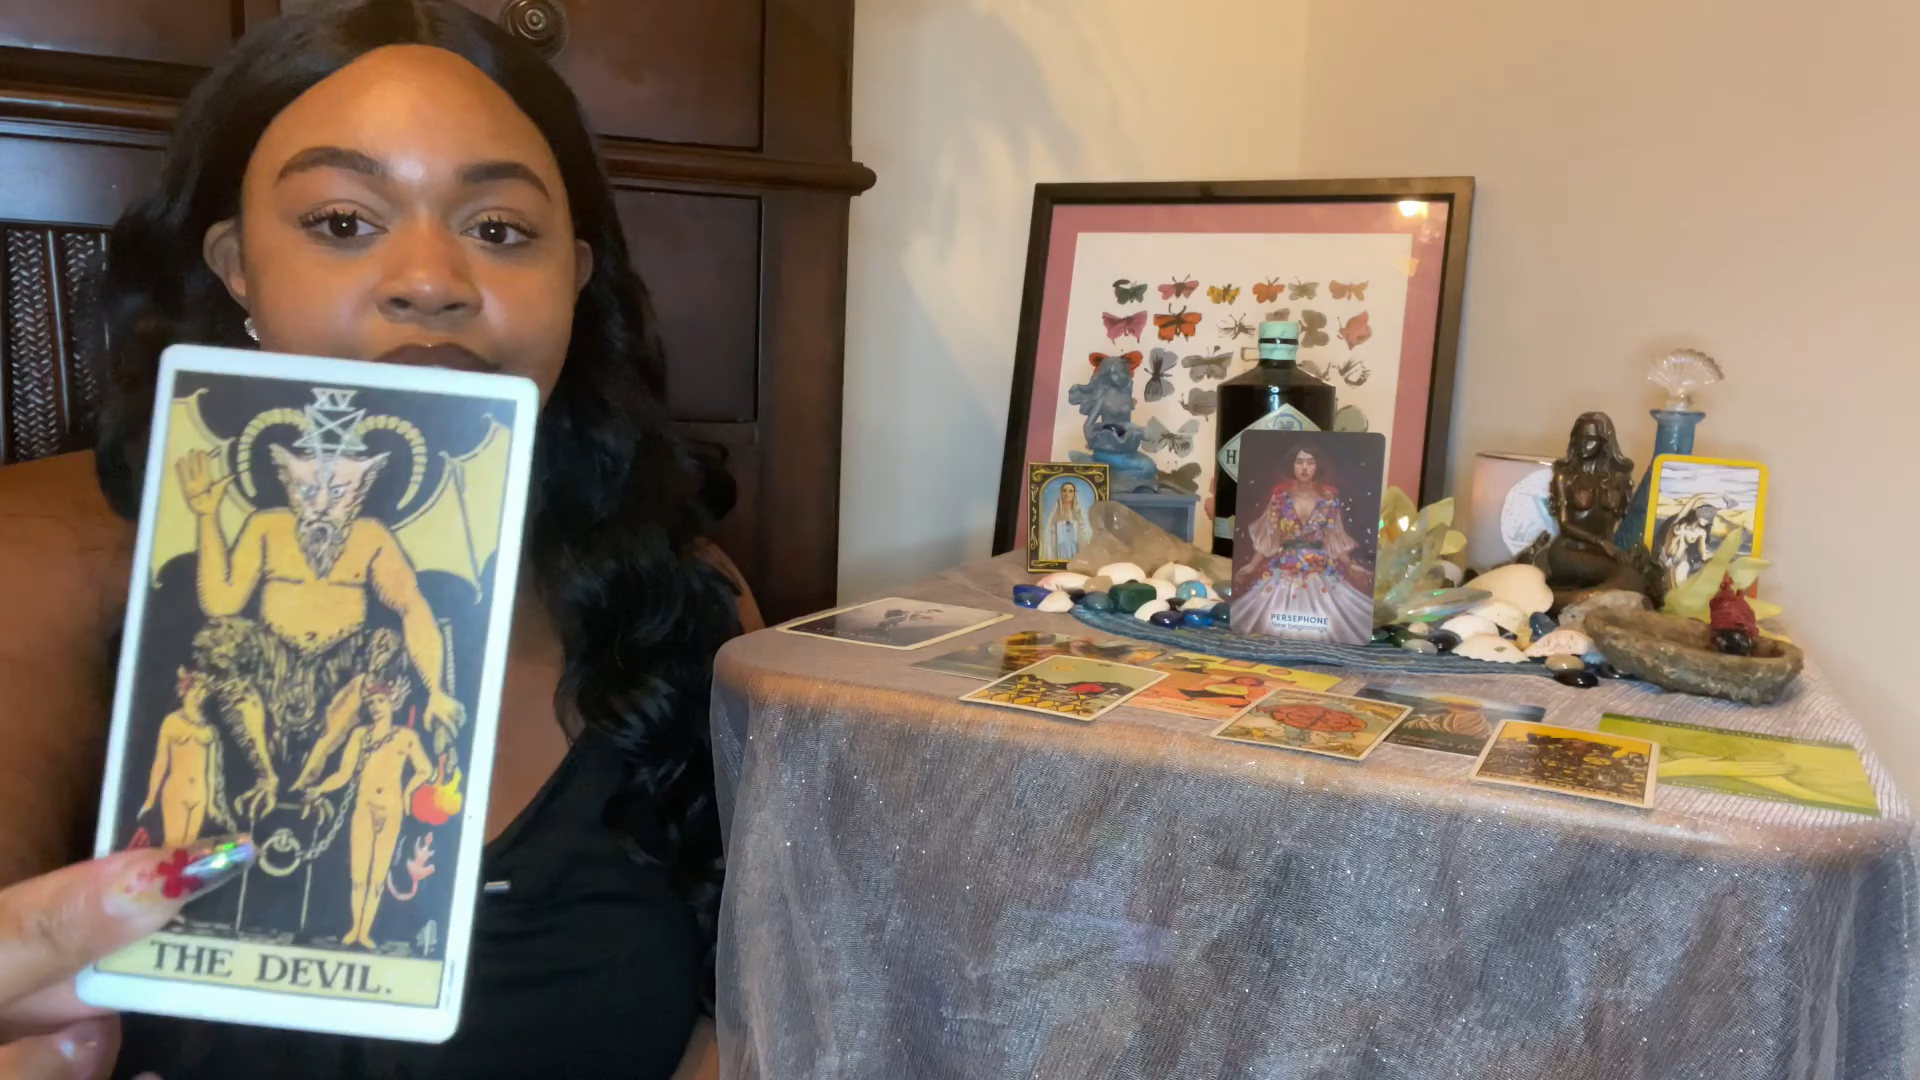 XV
THE DEVIL.
H
PERSEPHONE
New beginnings